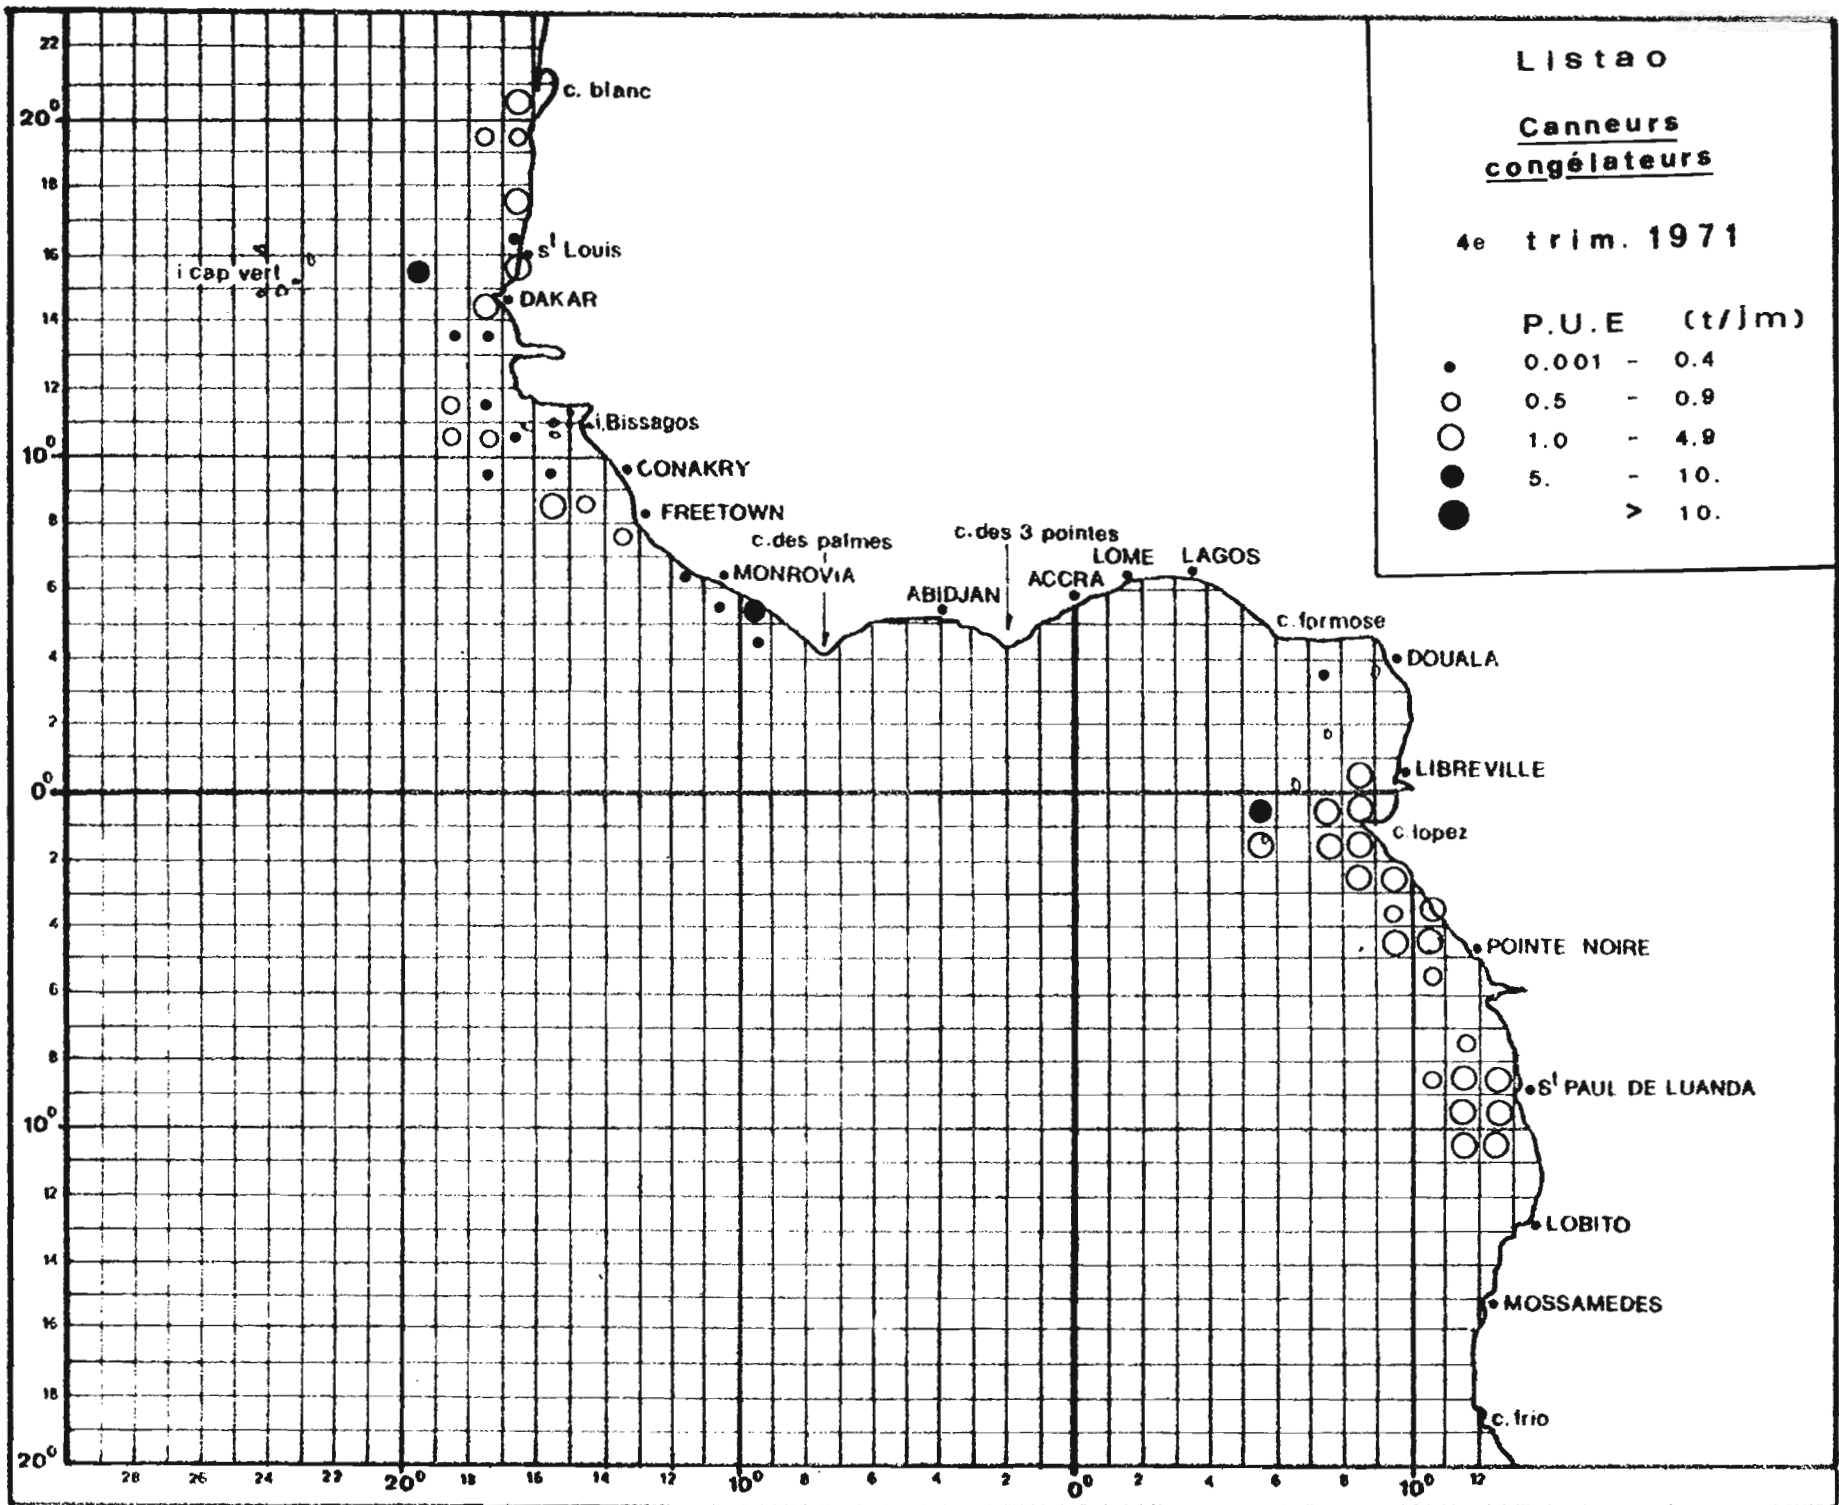 Listao
Canneurs
congélateurs
4e trim. 1971
P.U.E (t/jm)
0.001 - 0.4
0.5 - 0.9
1.0 - 4.9
5. - 10.
> 10.
22
20°
18
16
14
12
10°
8
6
4
2
0°
2
4
6
8
10°
12
14
16
18
20°
c. blanc
st Louis
i cap vert
DAKAR
i.Bissagos
CONAKRY
FREETOWN
c.des palmes
c.des 3 pointes
MONROVIA
ABIDJAN
ACCRA
LOME
LAGOS
c.formose
DOUALA
LIBREVILLE
c.lopez
POINTE NOIRE
St PAUL DE LUANDA
LOBITO
MOSSAMEDES
c.frio
28 26 24 22 20° 18 16 14 12 10° 8 6 4 2 0° 2 4 6 8 10° 12